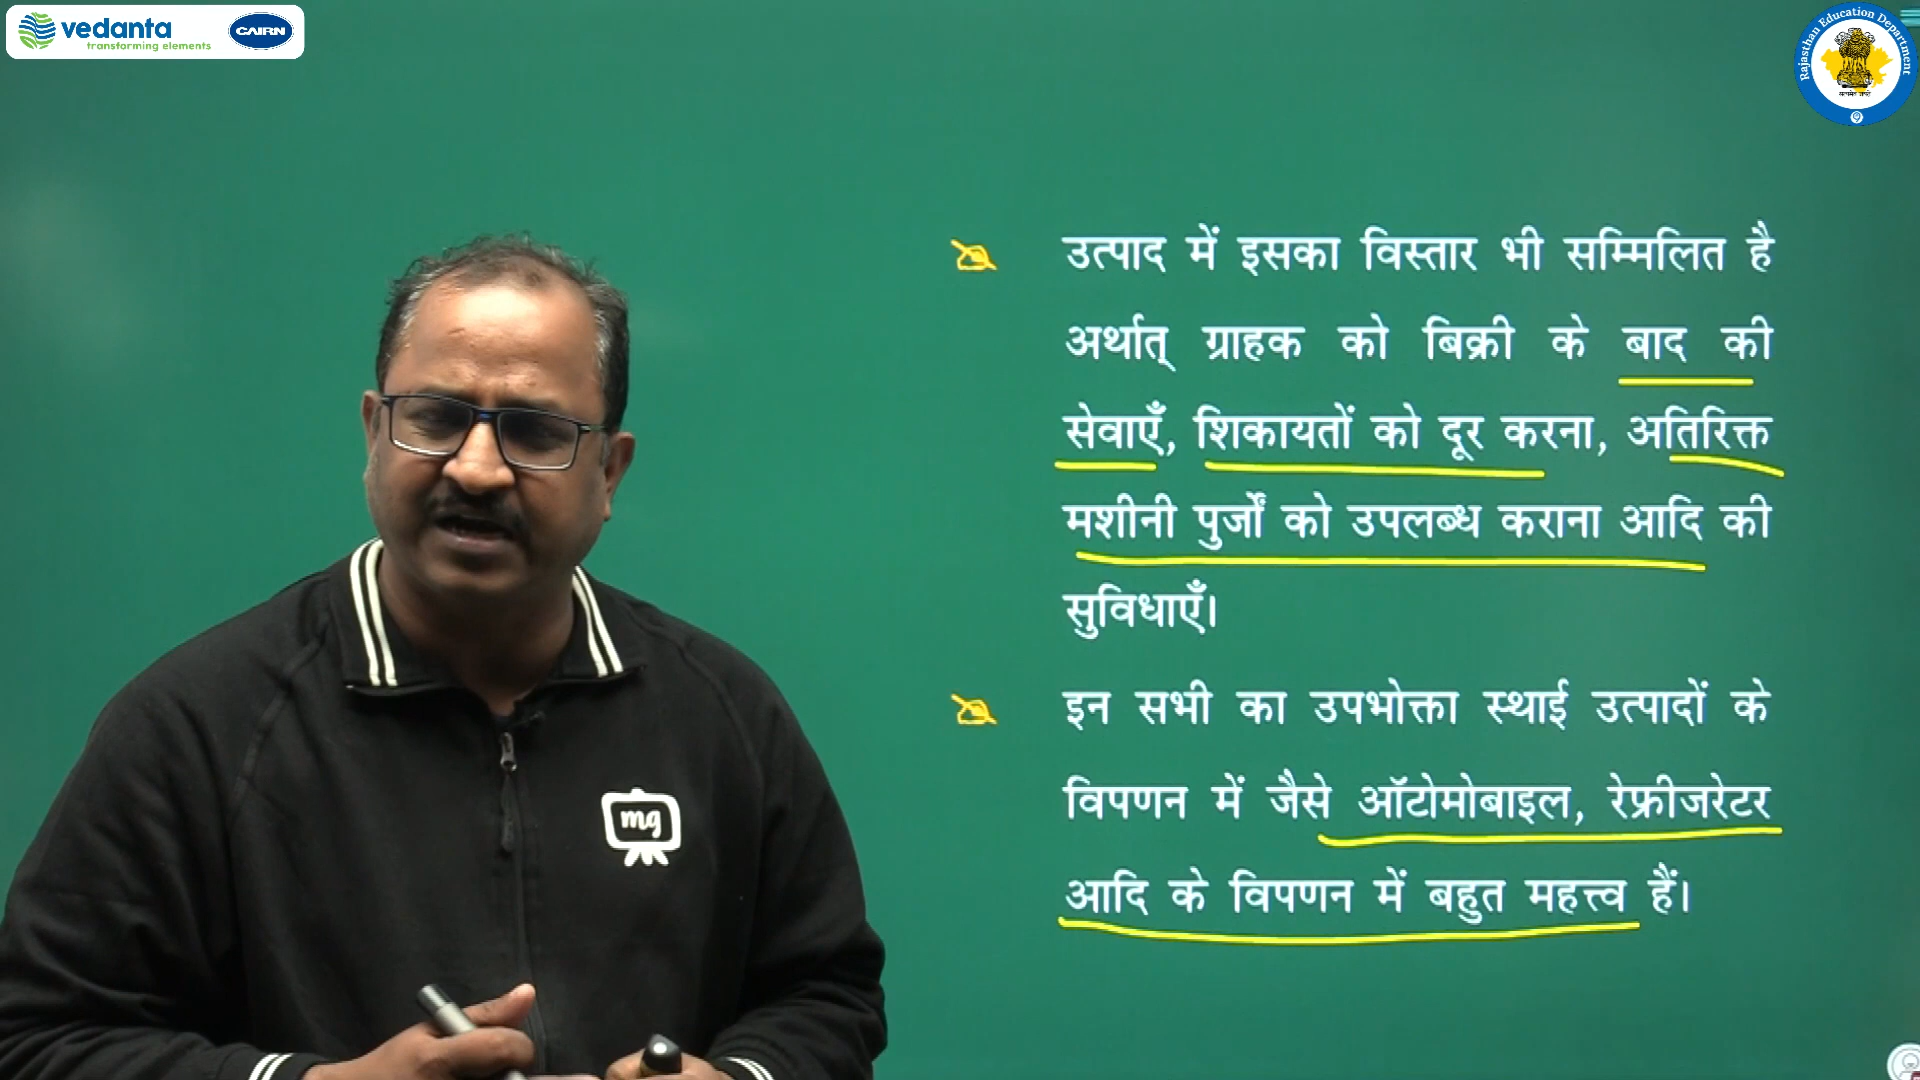 vedanta
transforming elements
CAIRN
Rajasthan Education Department
उत्पाद में इसका विस्तार भी सम्मिलित है
अर्थात् ग्राहक को बिक्री के बाद की
सेवाएँ, शिकायतों को दूर करना, अतिरिक्त
मशीनी पुर्जों को उपलब्ध कराना आदि की
सुविधाएँ।
इन सभी का उपभोक्ता स्थाई उत्पादों के
विपणन में जैसे ऑटोमोबाइल, रेफ्रीजरेटर
आदि के विपणन में बहुत महत्त्व हैं।
mg